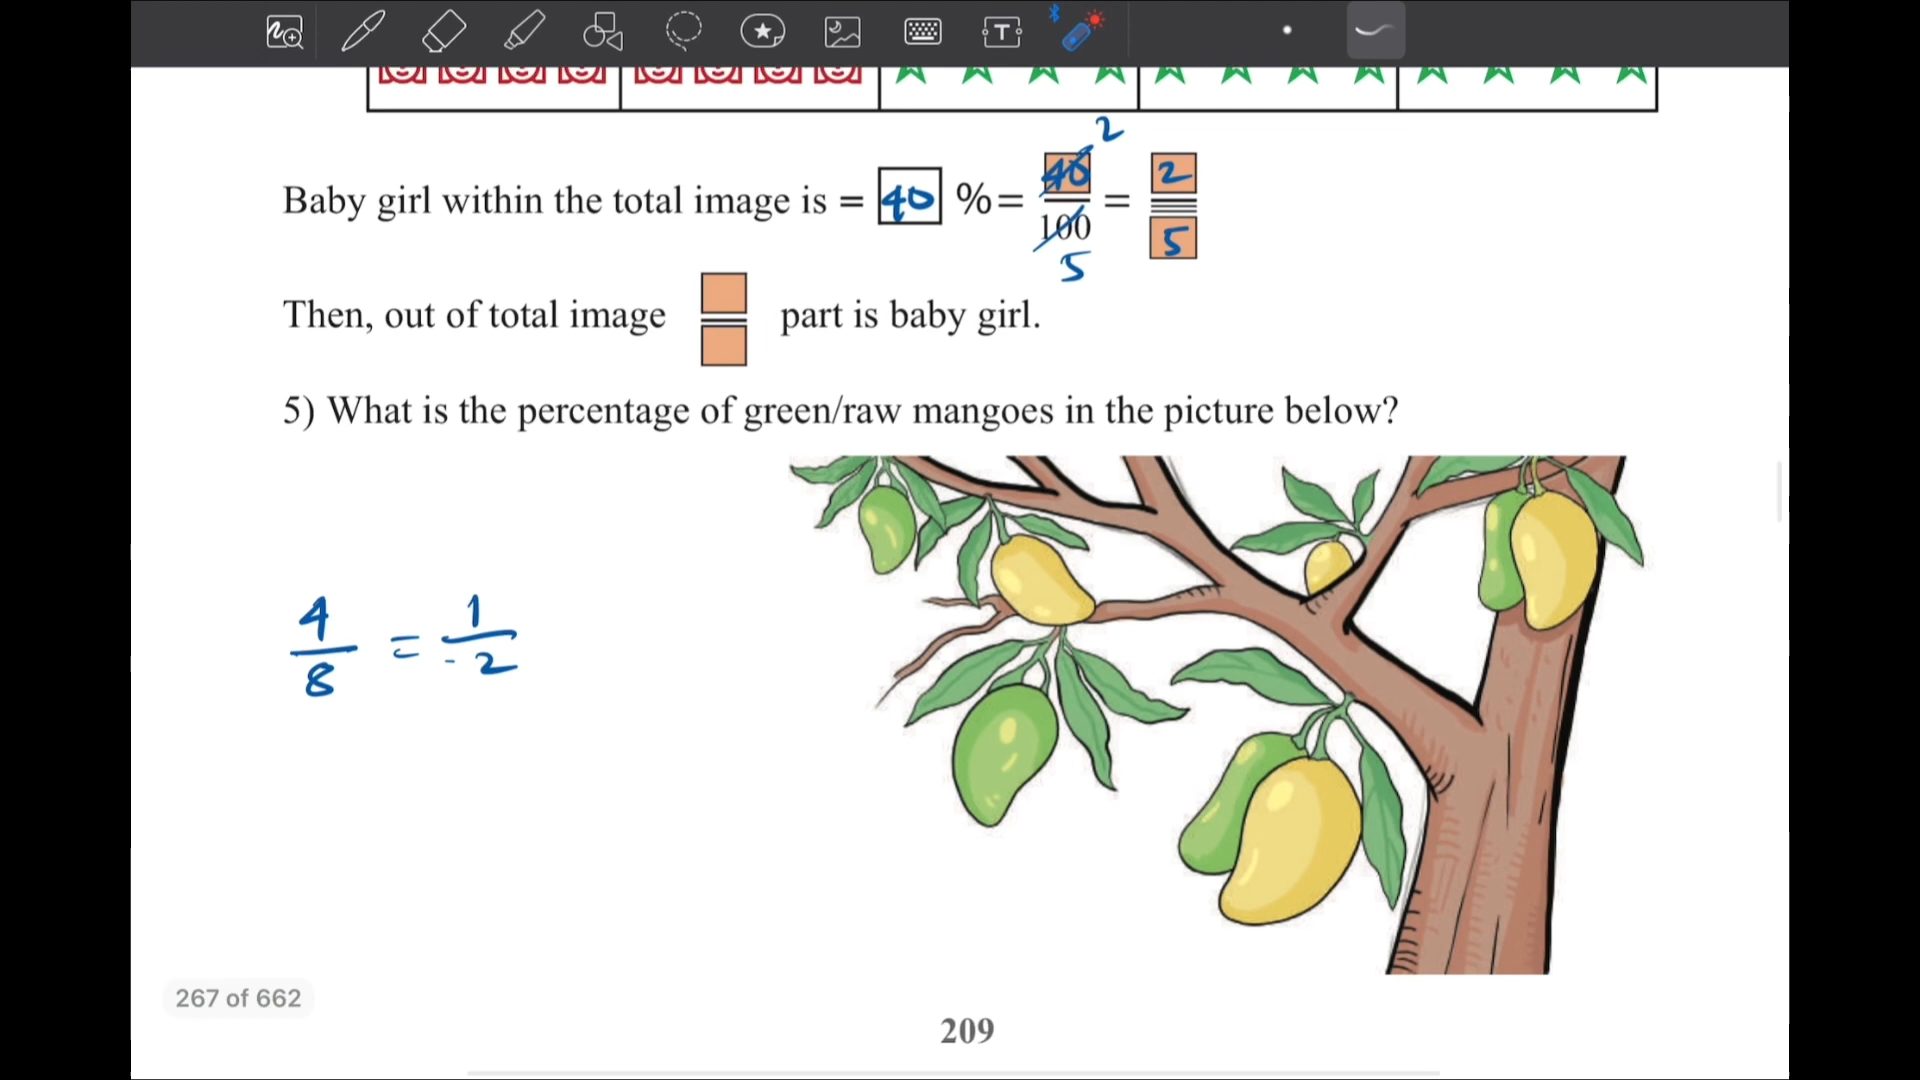 T
Baby girl within the total image is = 40 % = 40/100 = 2/5
2
5
Then, out of total image part is baby girl.
5) What is the percentage of green/raw mangoes in the picture below?
4/8 = 1/2
267 of 662
209